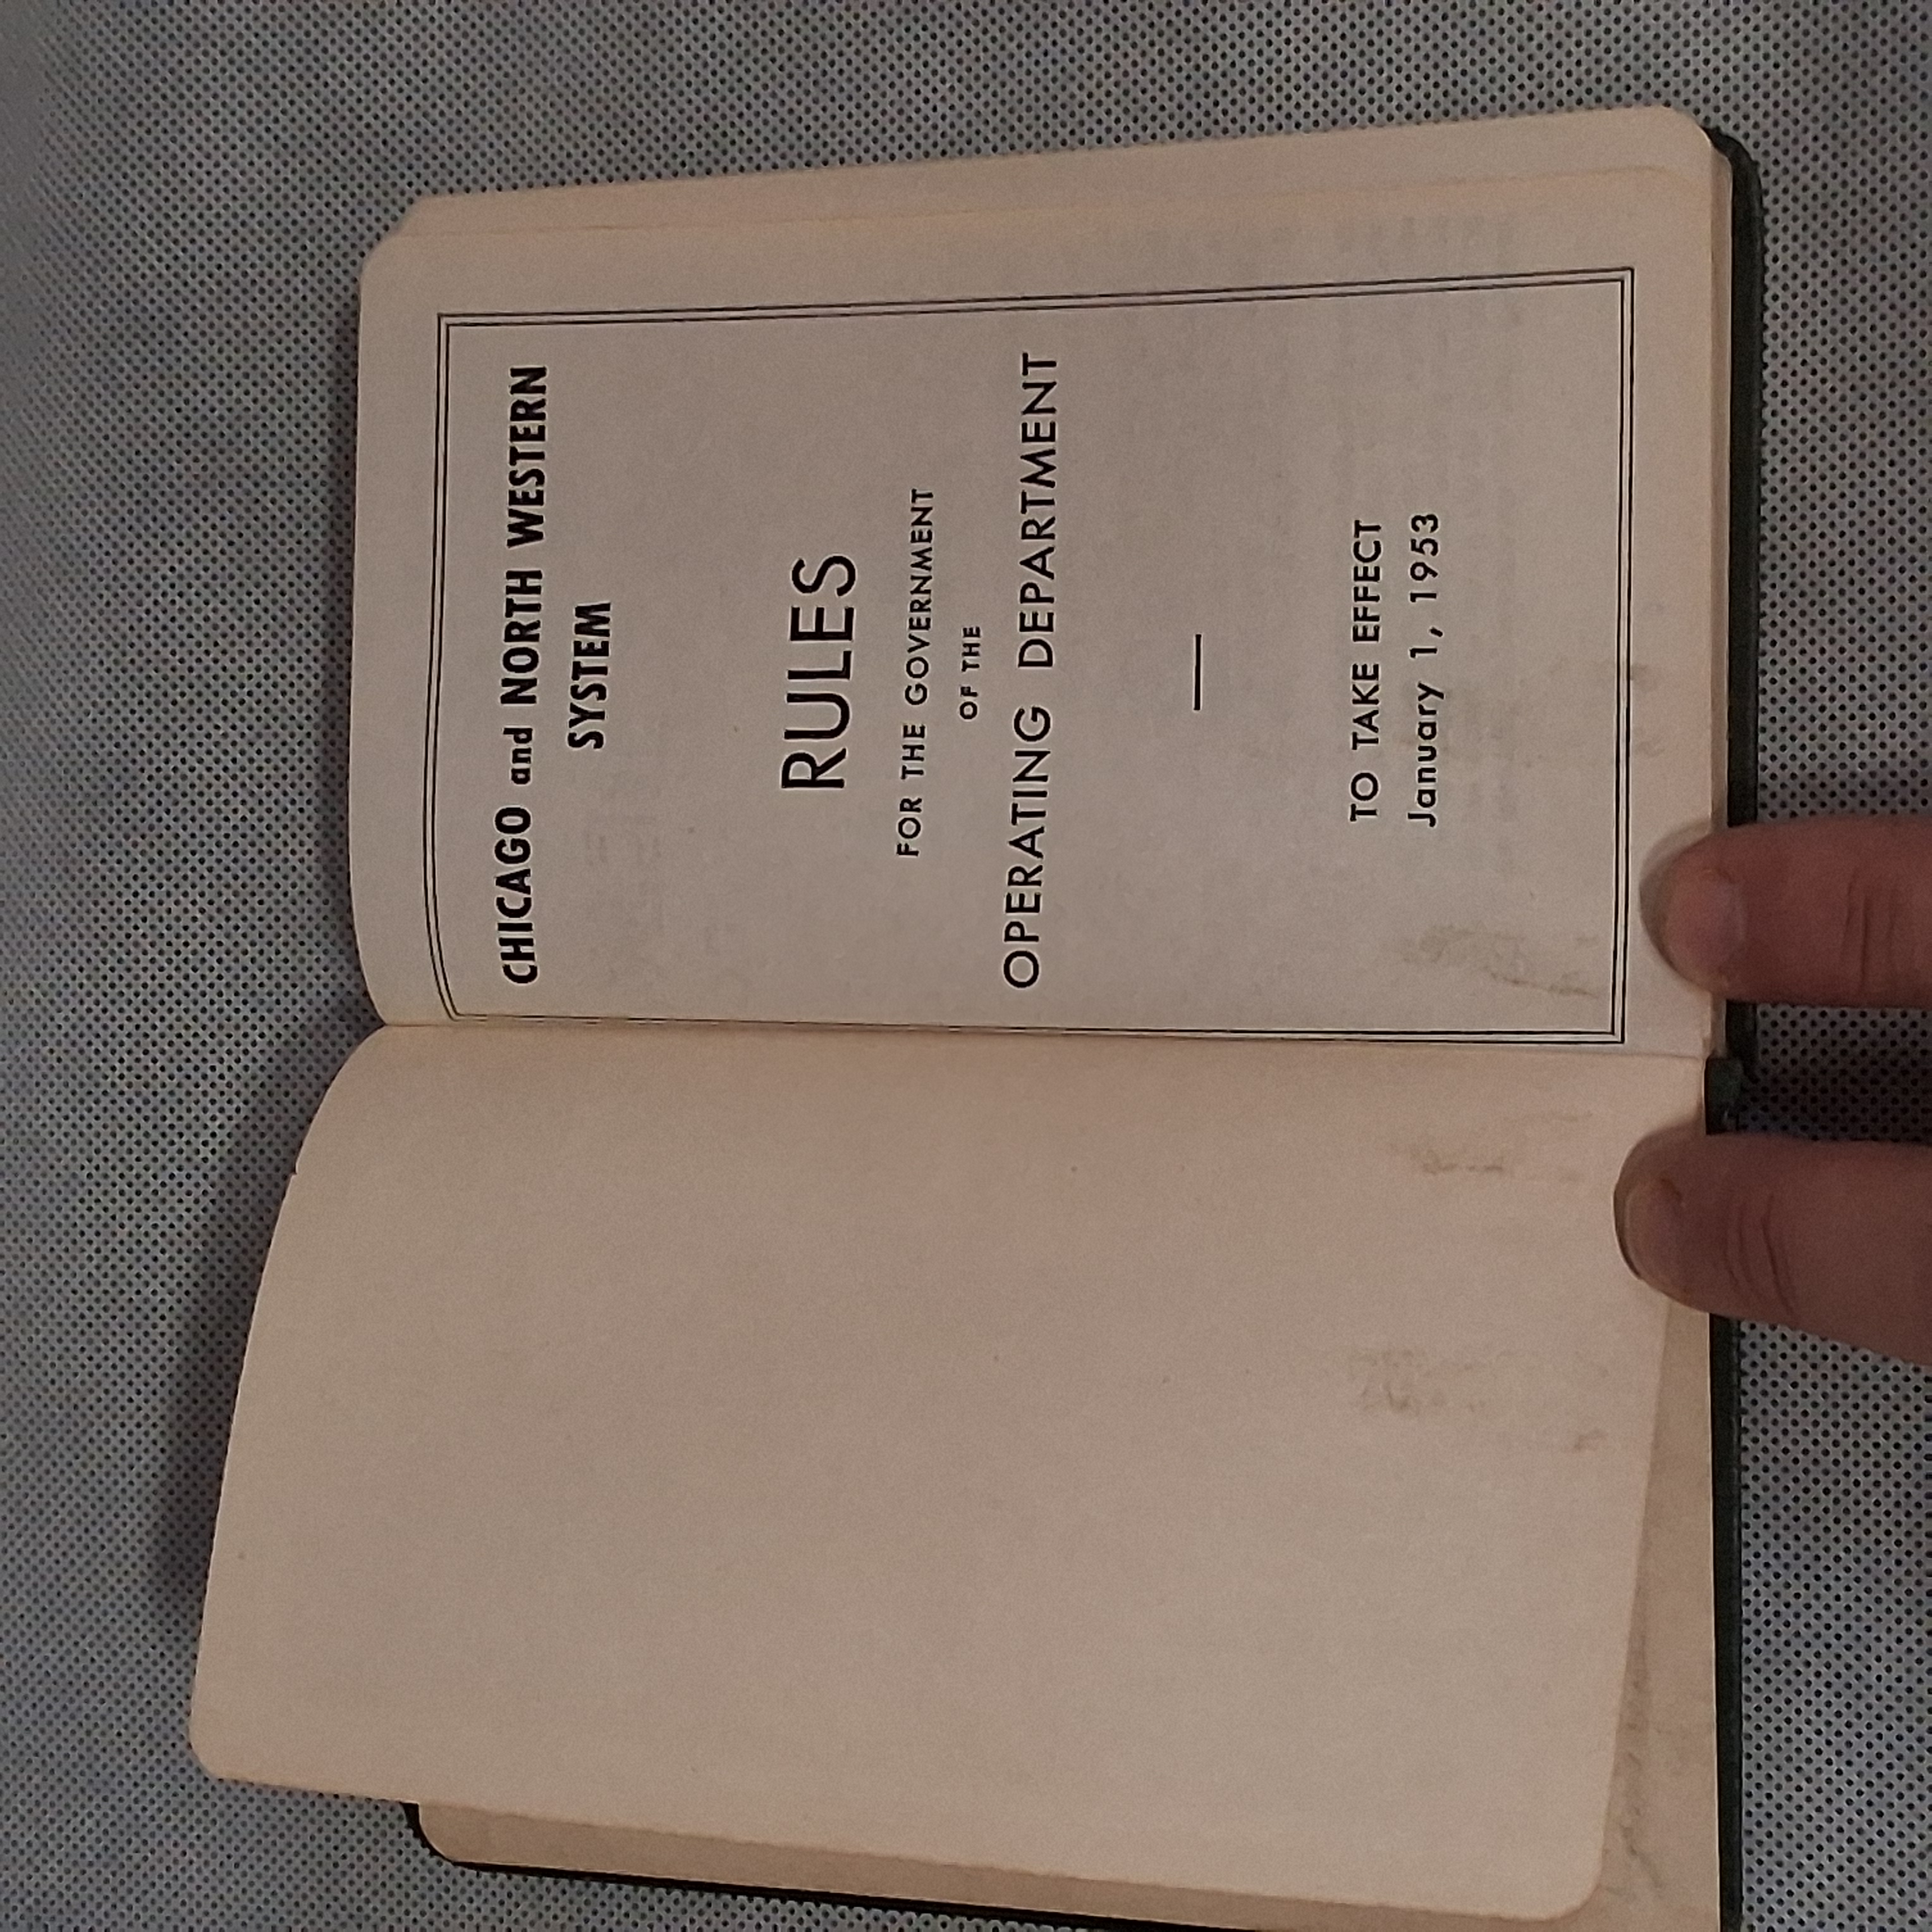 CHICAGO and NORTH WESTERN
SYSTEM
RULES
FOR THE GOVERNMENT
OF THE
OPERATING DEPARTMENT
TO TAKE EFFECT
January 1, 1953